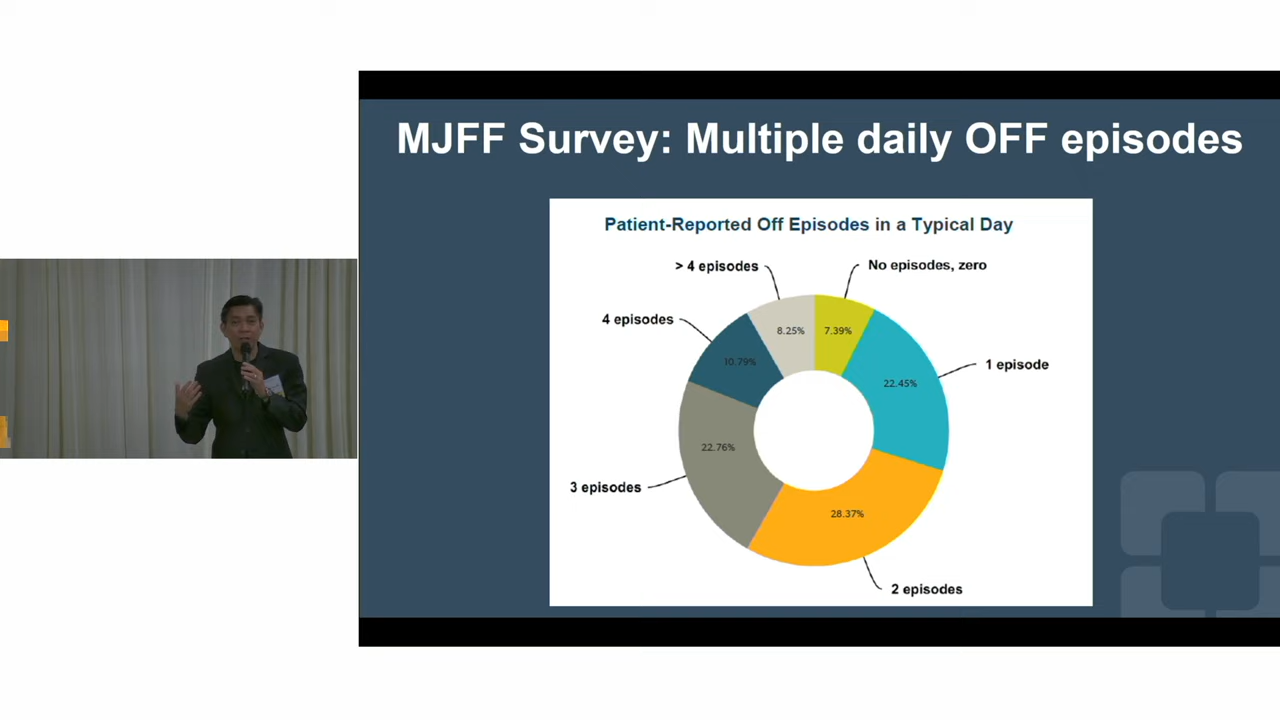 MJFF Survey: Multiple daily OFF episodes
Patient-Reported Off Episodes in a Typical Day
> 4 episodes
No episodes, zero
4 episodes
8.25%
7.39%
10.79%
1 episode
22.45%
22.76%
3 episodes
28.37%
2 episodes